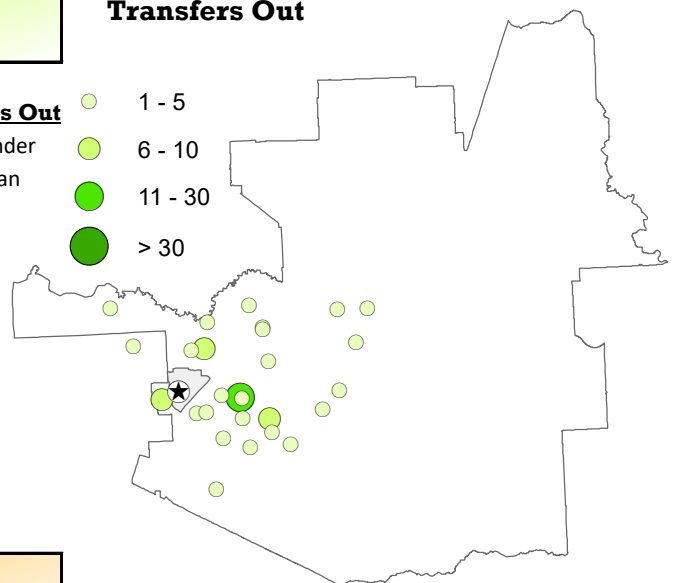 Transfers Out
s Out
nder
an
1 - 5
6 - 10
11 - 30
> 30